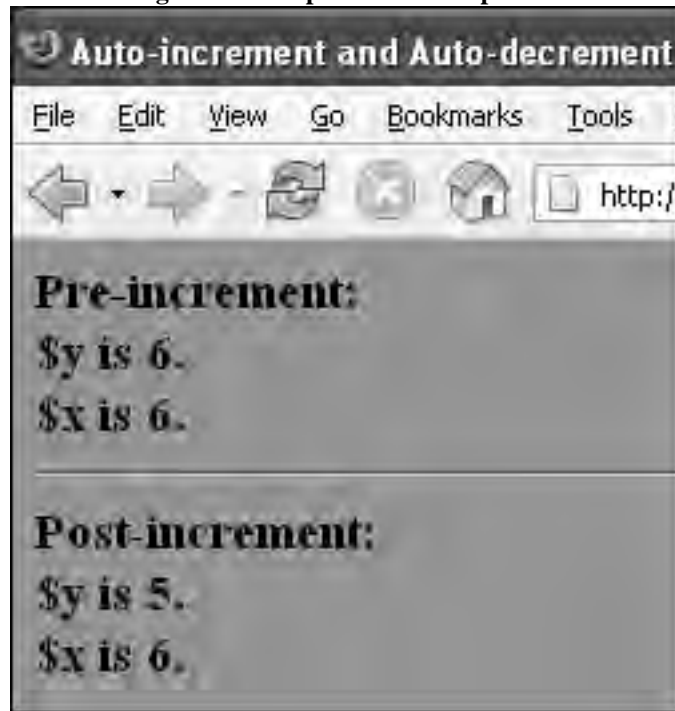 Auto-increment and Auto-decrement
File Edit View Go Bookmarks Tools
http:/
Pre-increment:
$y is 6.
$x is 6.
Post-increment:
$y is 5.
$x is 6.